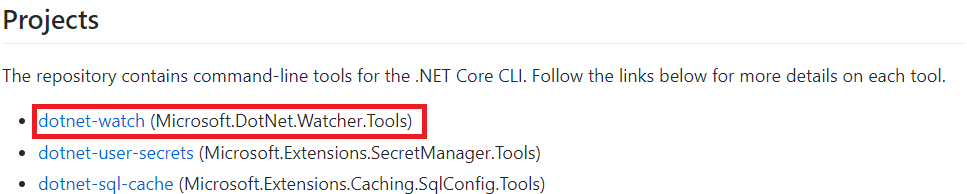 Projects
The repository contains command-line tools for the .NET Core CLI. Follow the links below for more details on each tool.
• dotnet-watch (Microsoft.DotNet.Watcher.Tools)
• dotnet-user-secrets (Microsoft.Extensions.SecretManager.Tools)
• dotnet-sql-cache (Microsoft.Extensions.Caching.SqlConfig.Tools)